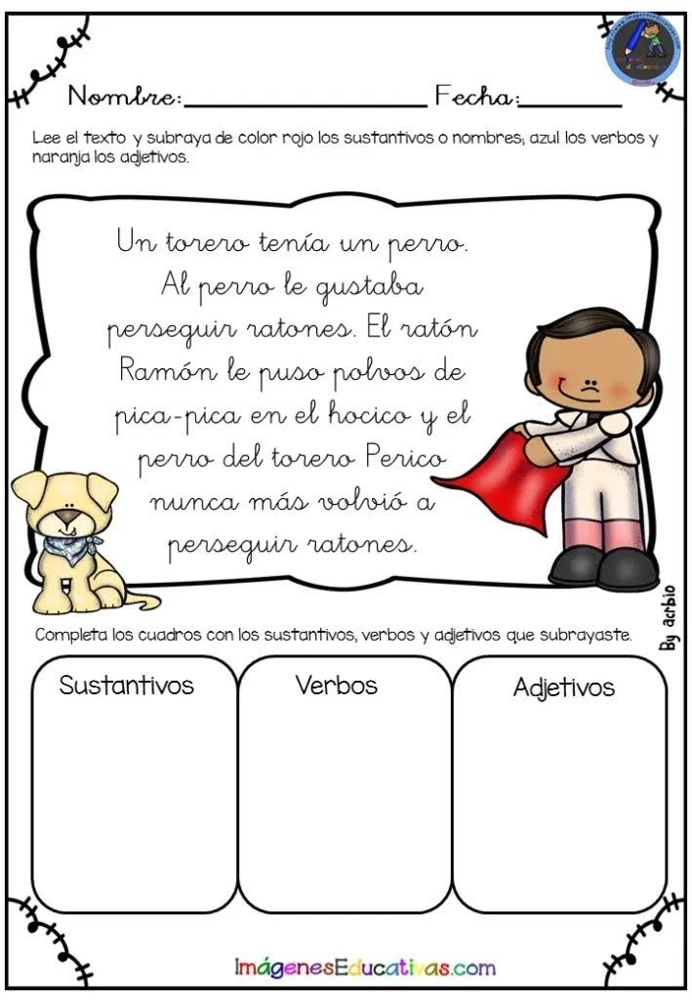 Nombre:____________________ Fecha:________
Lee el texto y subraya de color rojo los sustantivos o nombres; azul los verbos y
naranja los adjetivos.
Un torero tenía un perro.
Al perro le gustaba
perseguir ratones. El ratón
Ramón le puso polvos de
pica-pica en el hocico y el
perro del torero Perico
nunca más volvió a
perseguir ratones.
By acrbio
Completa los cuadros con los sustantivos, verbos y adjetivos que subrayaste.
Sustantivos Verbos Adjetivos
ImágenesEducativas.com